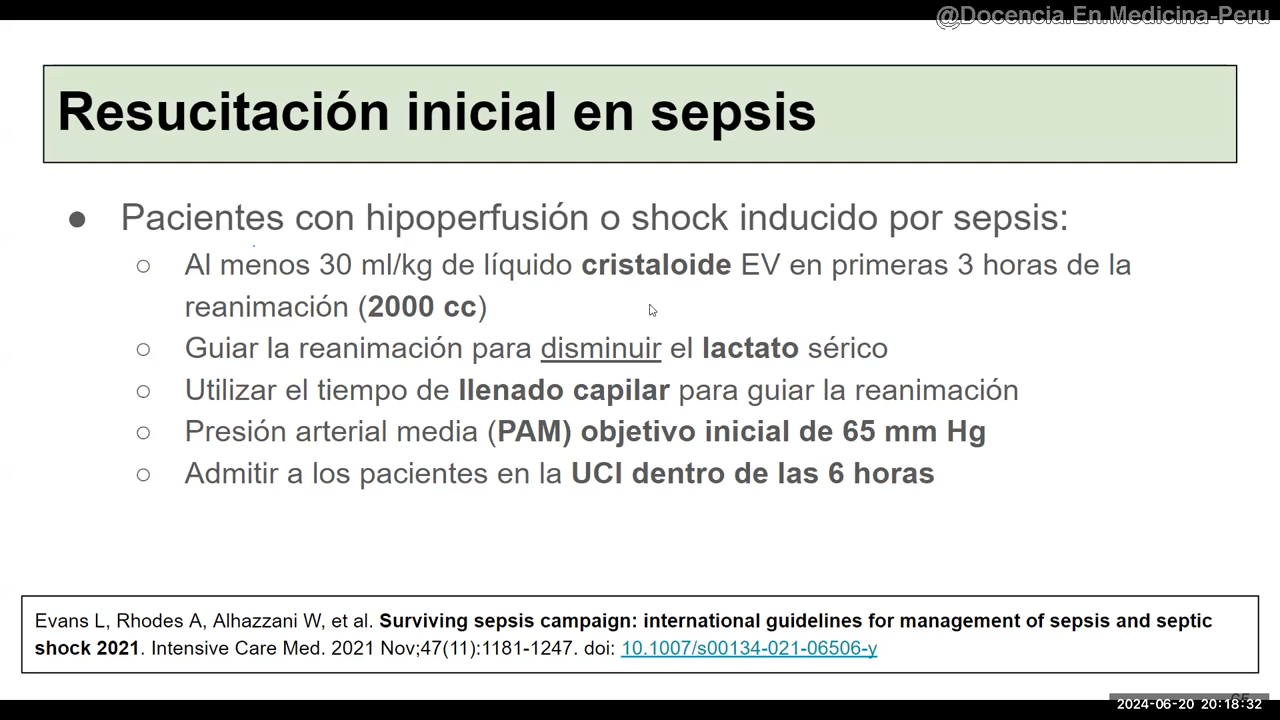 @Docencia.En.Medicina-Peru
Resucitación inicial en sepsis
● Pacientes con hipoperfusión o shock inducido por sepsis:
○ Al menos 30 ml/kg de líquido cristaloide EV en primeras 3 horas de la
reanimación (2000 cc)
○ Guiar la reanimación para disminuir el lactato sérico
○ Utilizar el tiempo de llenado capilar para guiar la reanimación
○ Presión arterial media (PAM) objetivo inicial de 65 mm Hg
○ Admitir a los pacientes en la UCI dentro de las 6 horas
Evans L, Rhodes A, Alhazzani W, et al. Surviving sepsis campaign: international guidelines for management of sepsis and septic
shock 2021. Intensive Care Med. 2021 Nov;47(11):1181-1247. doi: 10.1007/s00134-021-06506-y
2024-06-20 20:18:32